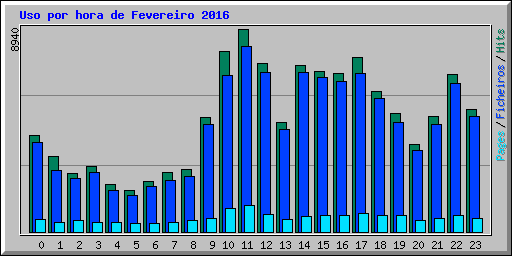 Uso por hora de Fevereiro 2016
8940
Pages / Ficheiros / Hits
0 1 2 3 4 5 6 7 8 9 10 11 12 13 14 15 16 17 18 19 20 21 22 23